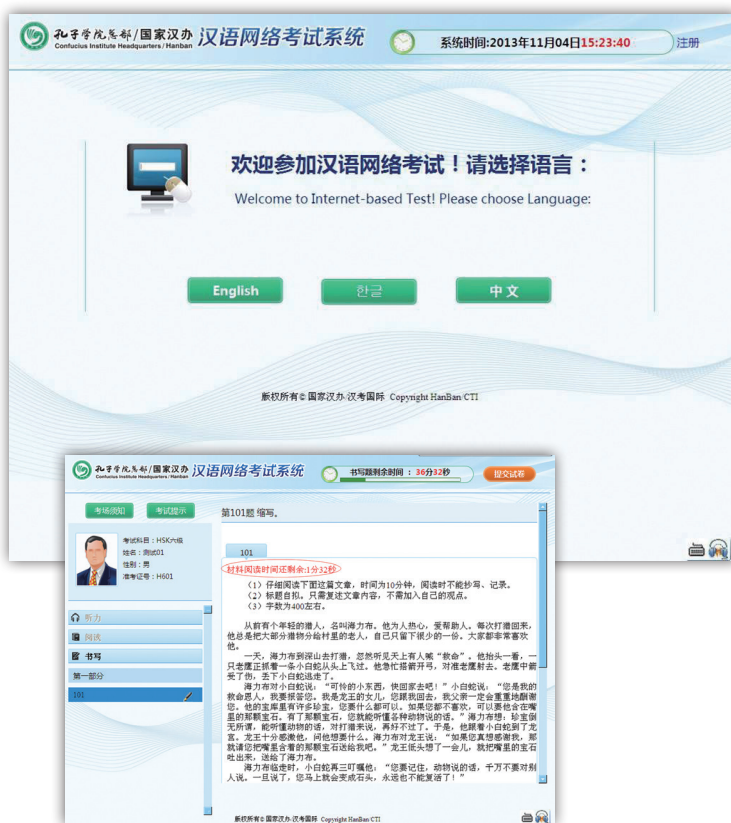 孔子学院总部/国家汉办
Confucius Institute Headquarters / Hanban
汉语网络考试系统
系统时间:2013年11月04日15:23:40
注册
欢迎参加汉语网络考试！请选择语言：
Welcome to Internet-based Test! Please choose Language:
English
한글
中文
版权所有©国家汉办/汉考国际 Copyright HanBan/CTI
孔子学院总部/国家汉办
Confucius Institute Headquarters / Hanban
汉语网络考试系统
书写题剩余时间 : 36分32秒
提交试卷
考场须知
考试提示
考试科目：HSK六级
姓名：测试01
性别：男
准考证号：H601
听力
阅读
书写
第一部分
101
第101题 缩写。
101
材料阅读时间还剩余:1分32秒
（1）仔细阅读下面这篇文章，时间为10分钟，阅读时不能抄写、记录。
（2）标题自拟。只需复述文章内容，不需加入自己的观点。
（3）字数为400左右。
从前有个年轻的猎人，名叫海力布。他为人热心，爱帮助人。每次打猎回来，
他总是把大部分猎物分给村里的老人，自己只留下很少的一份。大家都非常喜欢
他。
一天，海力布到深山去打猎，忽然听见天上有人喊“救命”。他抬头一看，一
只老鹰正抓着一条小白蛇从头上飞过。他急忙搭箭开弓，对准老鹰射去。老鹰中箭
受了伤，丢下小白蛇逃走了。
海力布对小白蛇说：“可怜的小东西，快回家去吧！”小白蛇说：“您是我的
救命恩人，我要报答您。我是龙王的女儿，您跟我回去，我父亲一定会重重地酬谢
您。他的宝库里有许多珍宝，您要什么都可以。如果您都不喜欢，可以要他含在嘴
里的那颗宝石。有了那颗宝石，您就能听懂各种动物说的话。”海力布想：珍宝倒
无所谓，能听懂动物的话，对打猎来说，再好不过了。于是，他跟着小白蛇到了龙
宫。龙王十分感激他，问他想要什么。海力布对龙王说：“如果您真想感谢我，那
就请您把嘴里含着的那颗宝石送给我吧。”龙王低头想了一会儿，就把嘴里的宝石
吐出来，送给了海力布。
海力布临走时，小白蛇再三叮嘱他：“您要记住，动物说的话，千万不要对别
人说。一旦说了，您马上就会变成石头，永远也不能复活了！”
版权所有©国家汉办/汉考国际 Copyright HanBan CTI